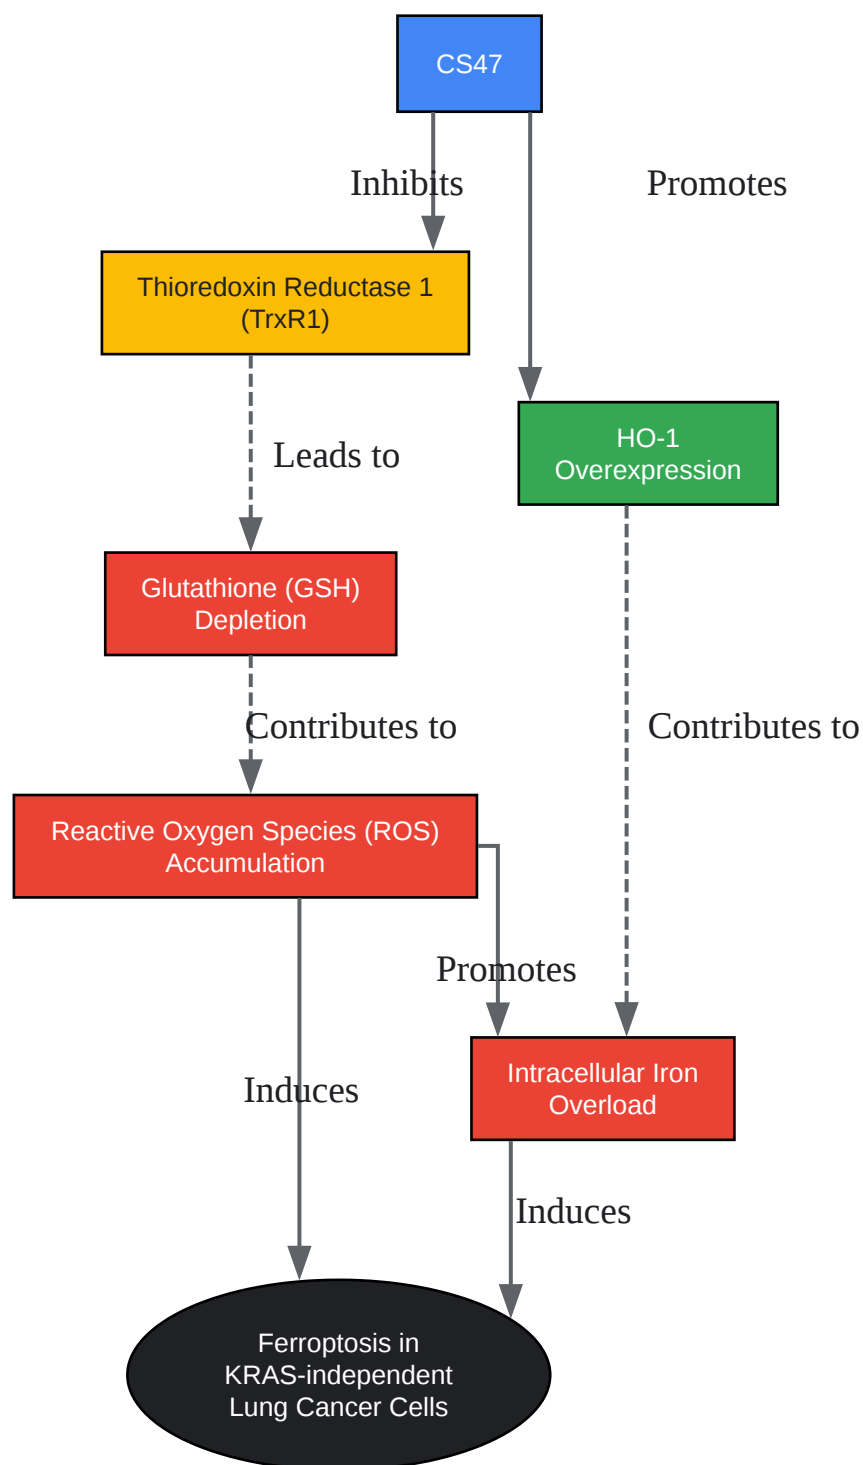 CS47
Inhibits
Promotes
Thioredoxin Reductase 1
(TrxR1)
HO-1
Overexpression
Leads to
Glutathione (GSH)
Depletion
Contributes to
Contributes to
Reactive Oxygen Species (ROS)
Accumulation
Promotes
Intracellular Iron
Overload
Induces
Induces
Ferroptosis in
KRAS-independent
Lung Cancer Cells